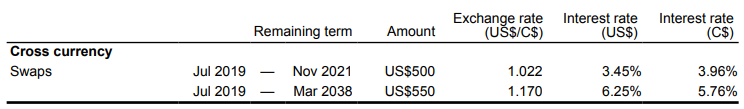 Exchange rate Interest rate Interest rate
Remaining term Amount (US$/C$) (US$) (C$)
Cross currency
Swaps Jul 2019 — Nov 2021 US$500 1.022 3.45% 3.96%
Jul 2019 — Mar 2038 US$550 1.170 6.25% 5.76%